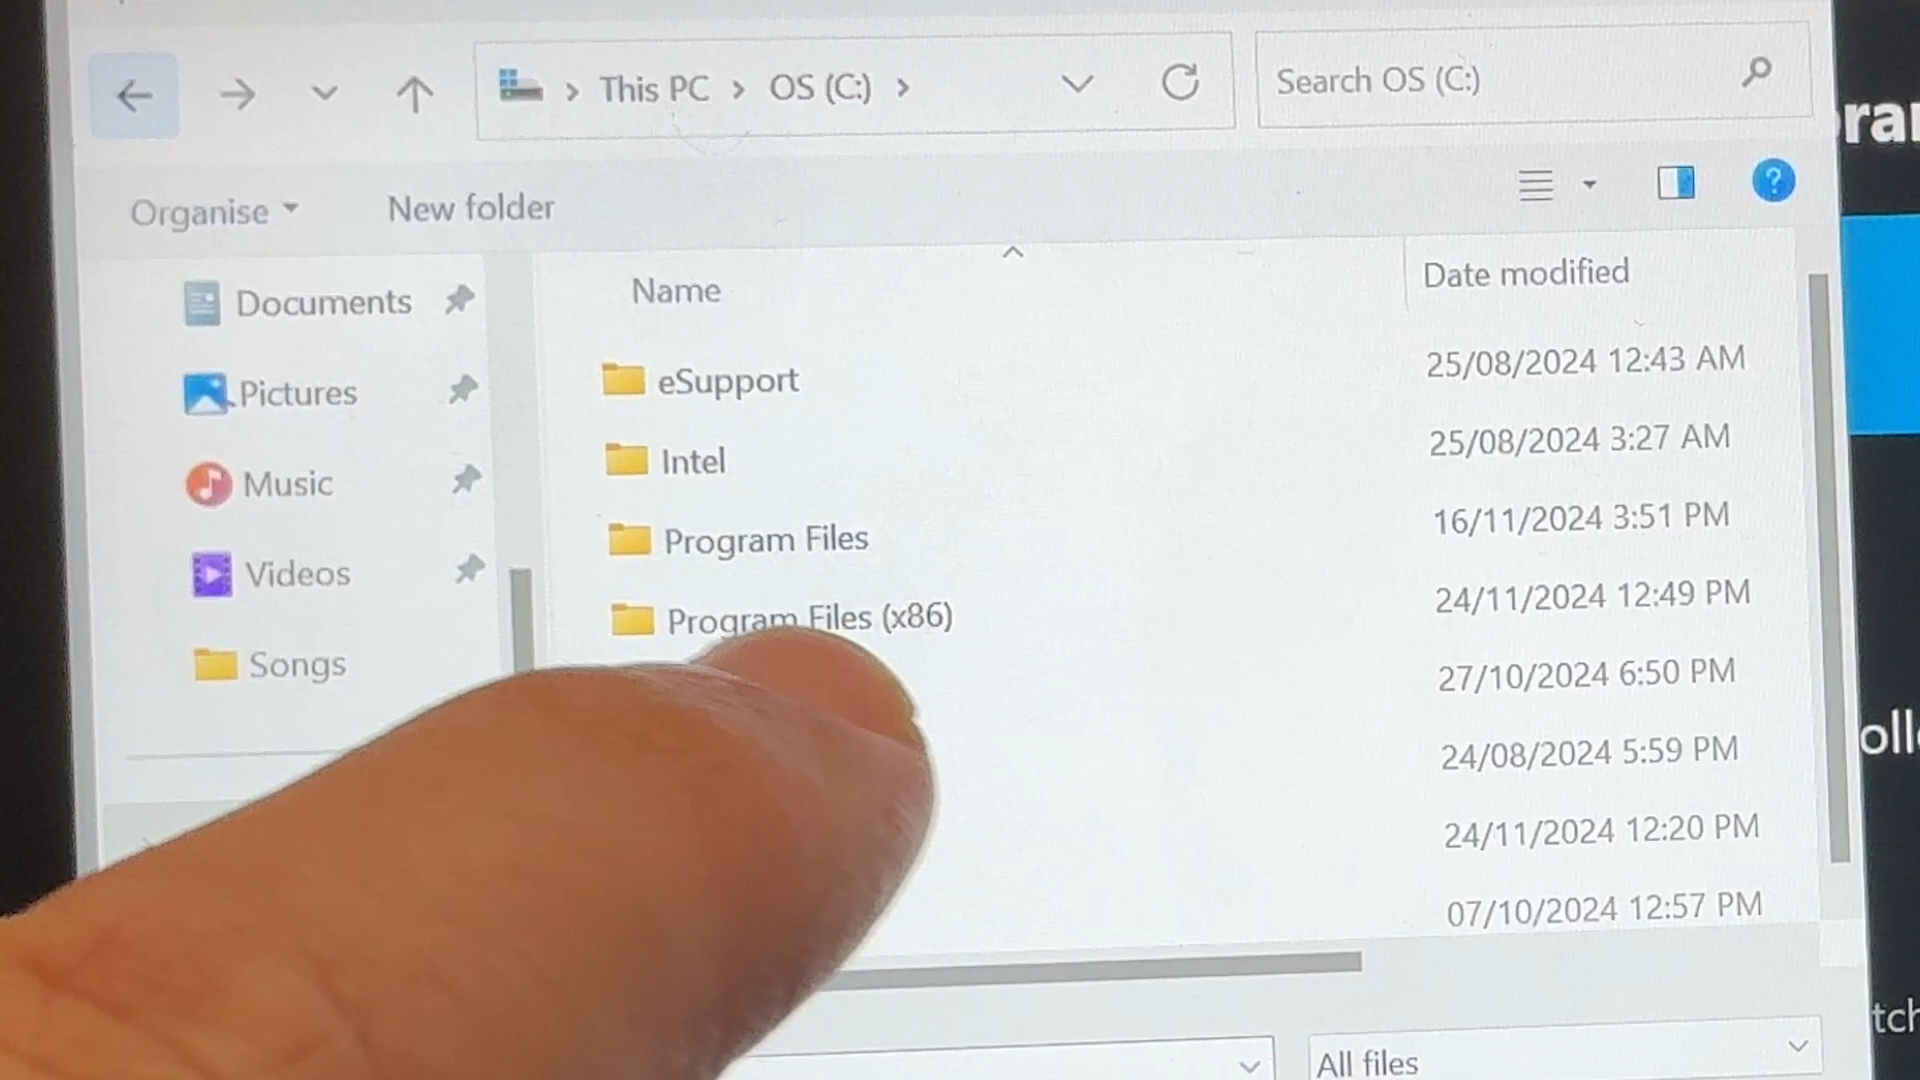 This PC OS (C:)
Search OS (C:)
Organise
New folder
Name
Date modified
Documents
Pictures
Music
Videos
Songs
eSupport 25/08/2024 12:43 AM
Intel 25/08/2024 3:27 AM
Program Files 16/11/2024 3:51 PM
Program Files (x86) 24/11/2024 12:49 PM
27/10/2024 6:50 PM
24/08/2024 5:59 PM
24/11/2024 12:20 PM
07/10/2024 12:57 PM
All files